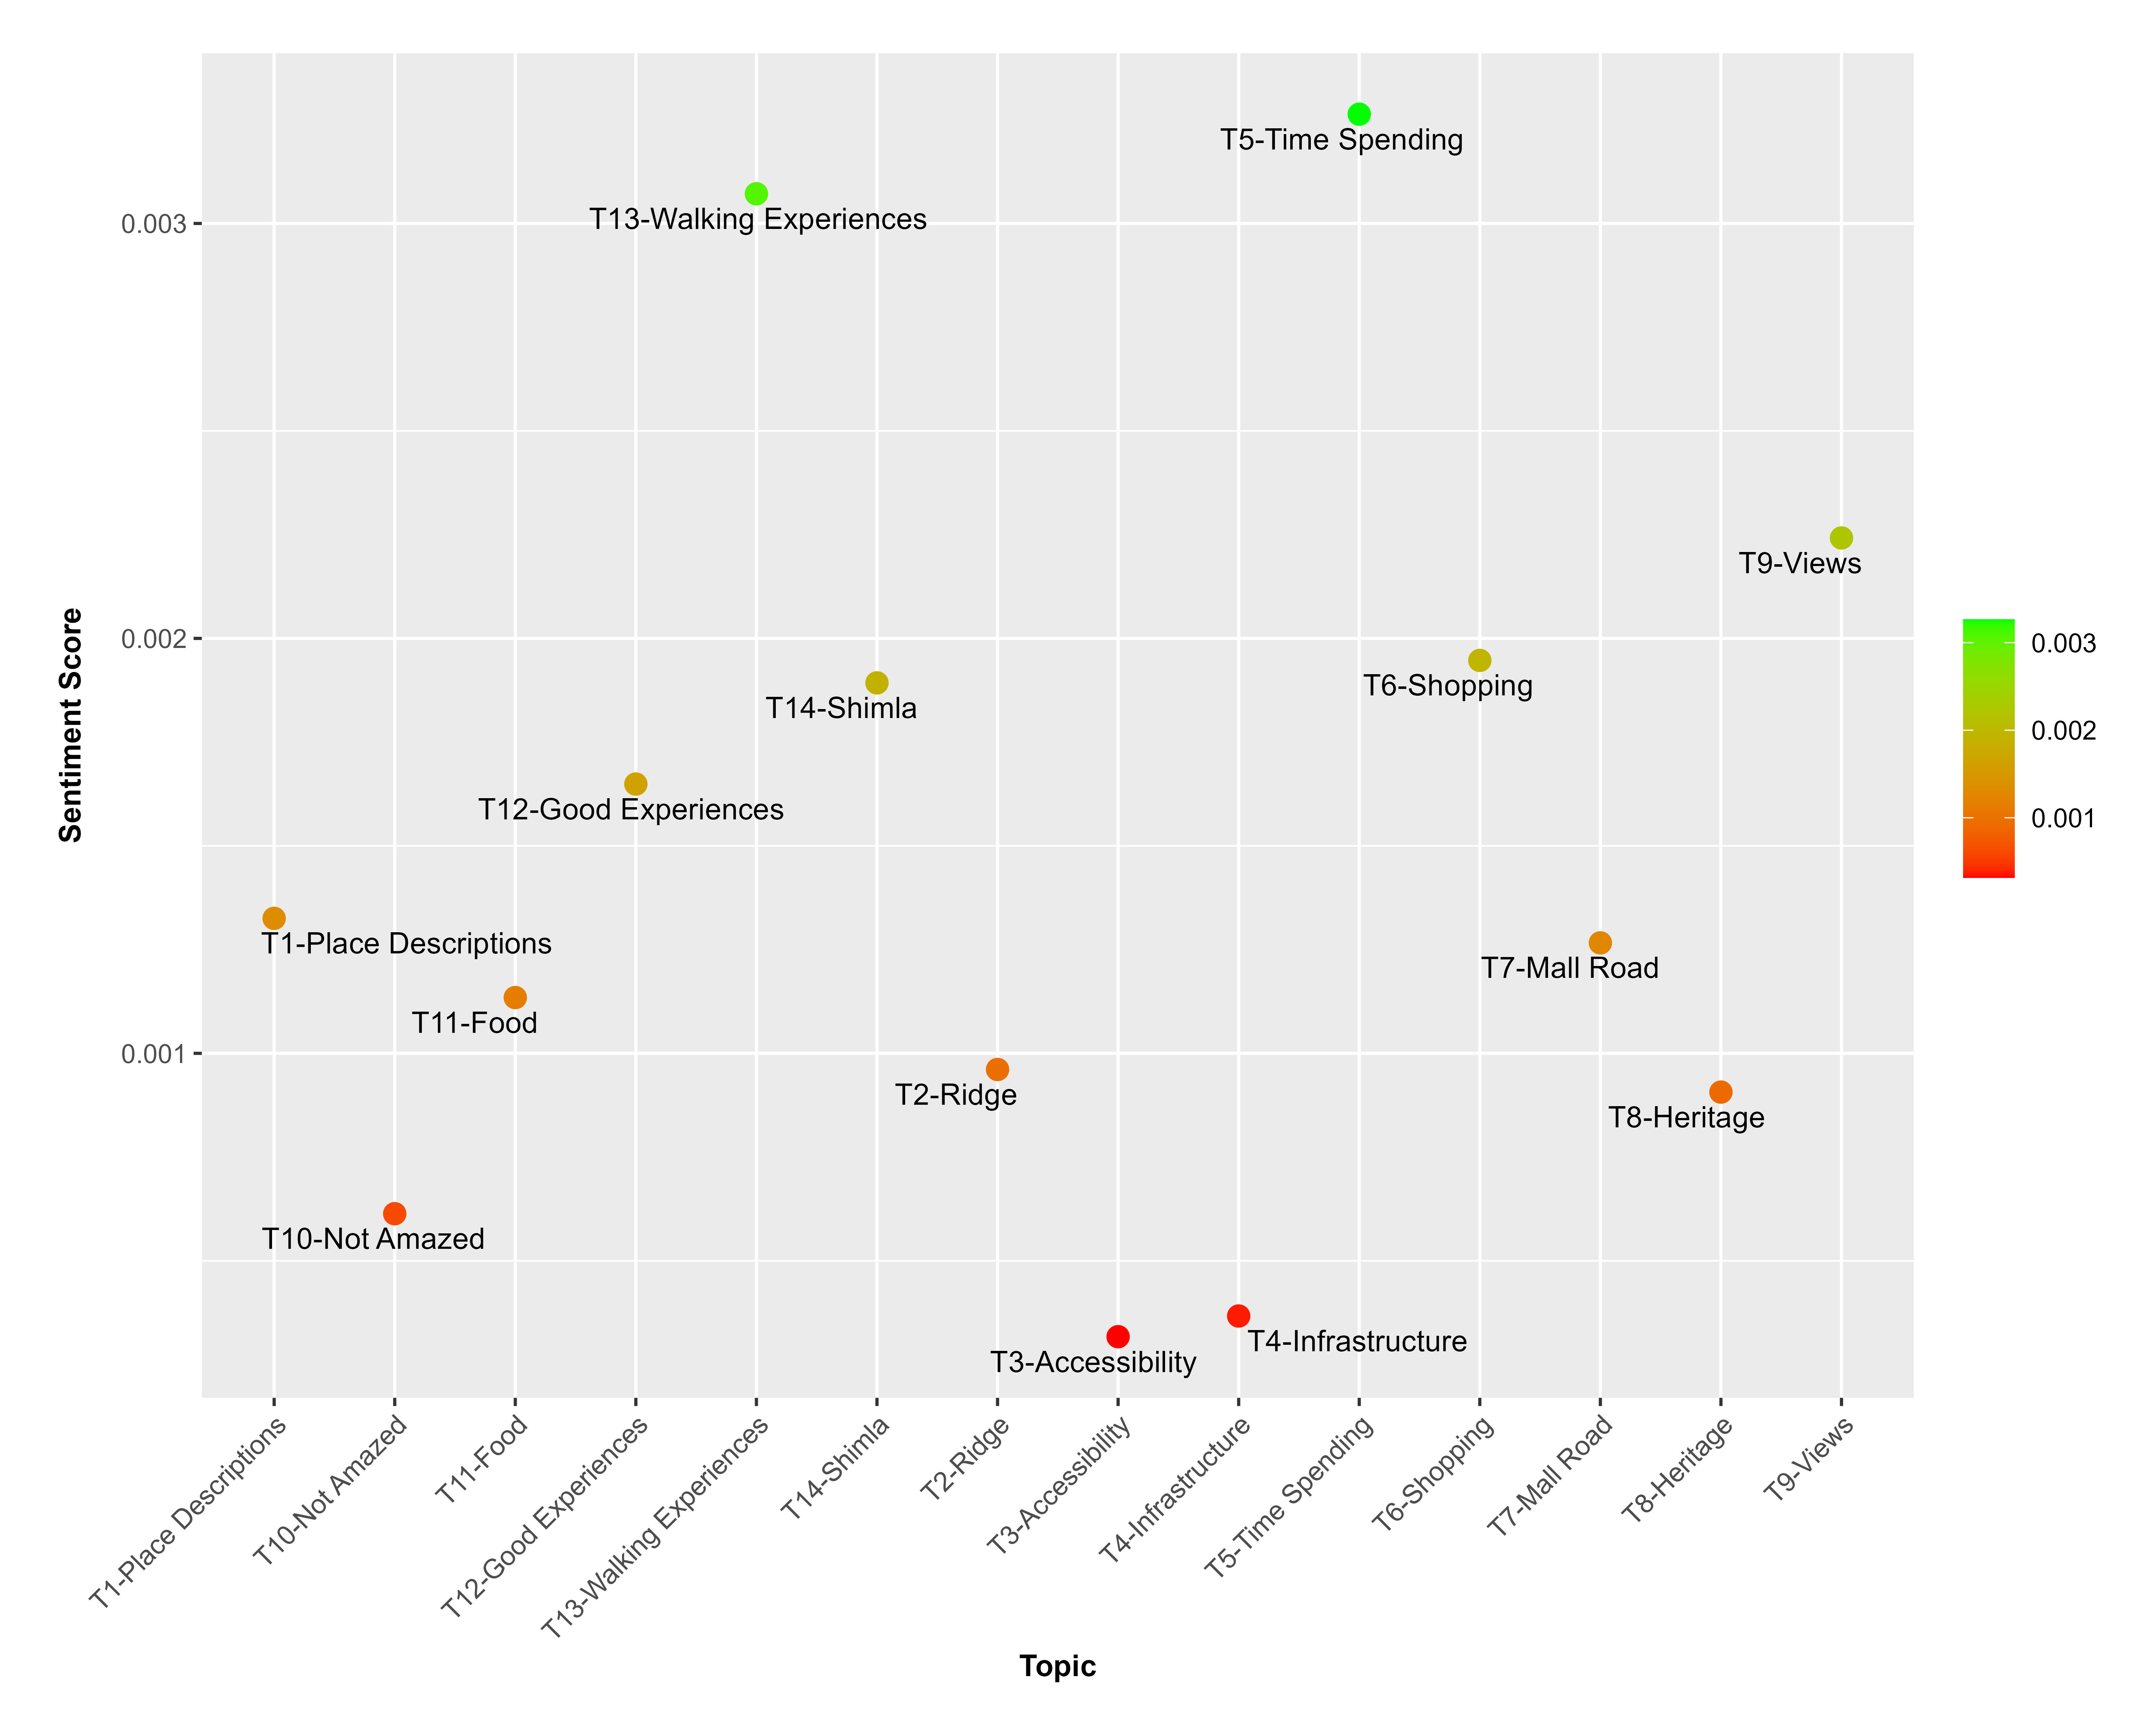 T5-Time Spending
T13-Walking Experiences
0.003
T9-Views
0.002
T6-Shopping
T14-Shimla
T12-Good Experiences
T1-Place Descriptions
T7-Mall Road
T11-Food
0.001
T2-Ridge
T8-Heritage
T10-Not Amazed
T4-Infrastructure
T3-Accessibility
Sentiment Score
0.003
0.002
0.001
T1-Place Descriptions
T10-Not Amazed
T11-Food
T12-Good Experiences
T13-Walking Experiences
T14-Shimla
T2-Ridge
T3-Accessibility
T4-Infrastructure
T5-Time Spending
T6-Shopping
T7-Mall Road
T8-Heritage
T9-Views
Topic